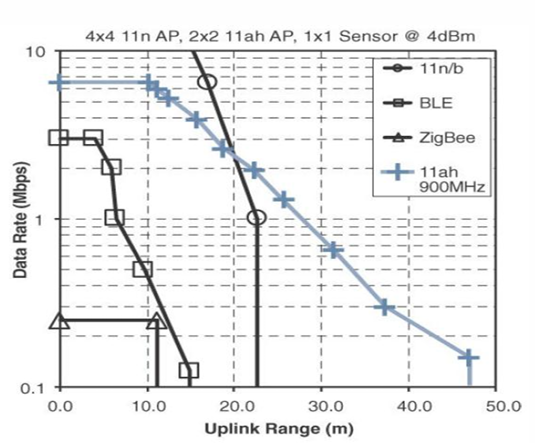 4x4 11n AP, 2x2 11ah AP, 1x1 Sensor @ 4dBm
10
1
0.1
Data Rate (Mbps)
11n/b
BLE
ZigBee
11ah
900MHz
0.0 10.0 20.0 30.0 40.0 50.0
Uplink Range (m)